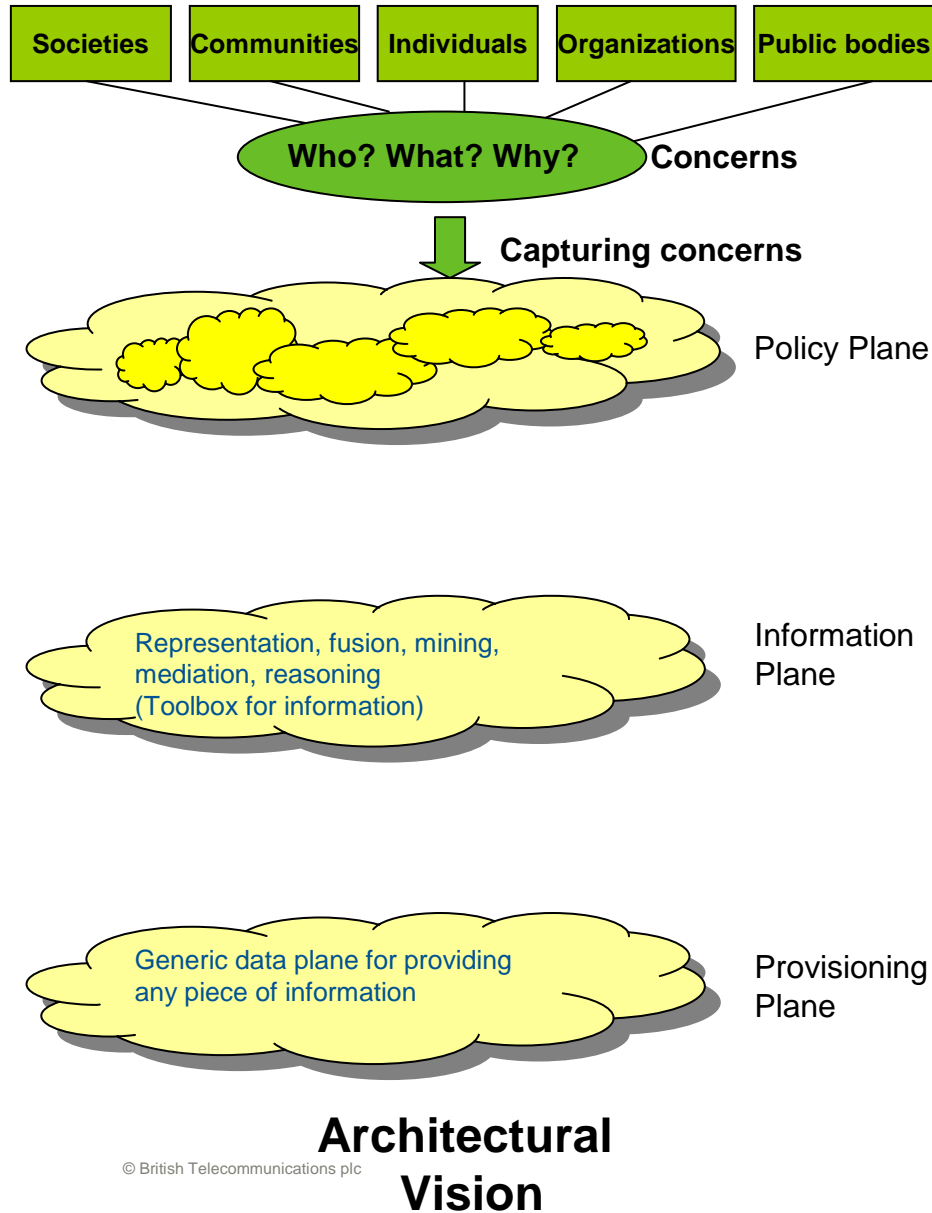 Societies
Communities
Individuals
Organizations
Public bodies
Who? What? Why?
Concerns
Capturing concerns
Policy Plane
Representation, fusion, mining,
mediation, reasoning
(Toolbox for information)
Information
Plane
Generic data plane for providing
any piece of information
Provisioning
Plane
Architectural
Vision
© British Telecommunications plc